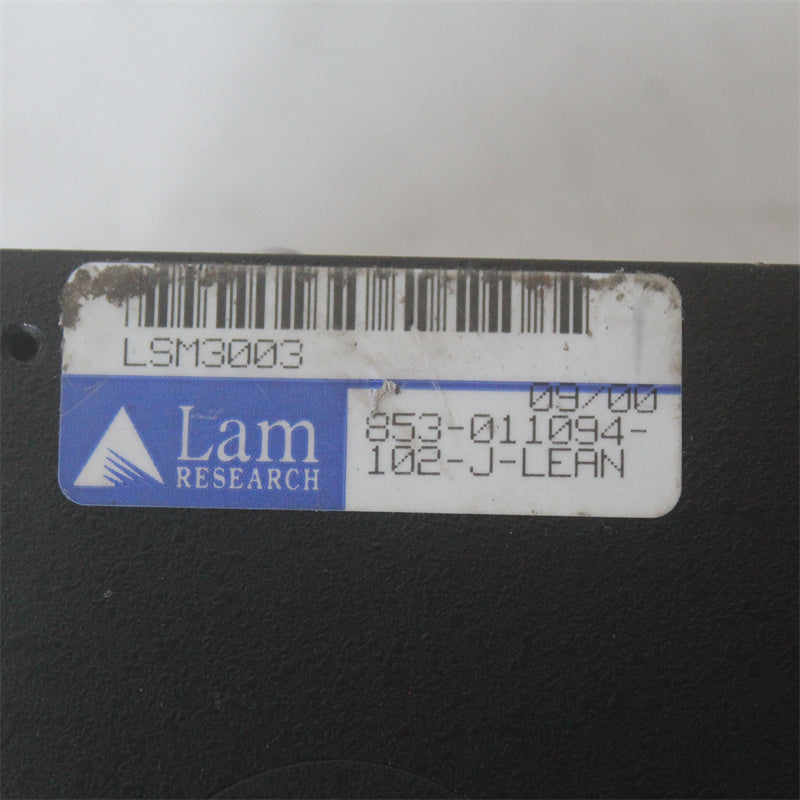 LSM3003
09/00
Lam
RESEARCH
853-011094-
102-J-LEAN